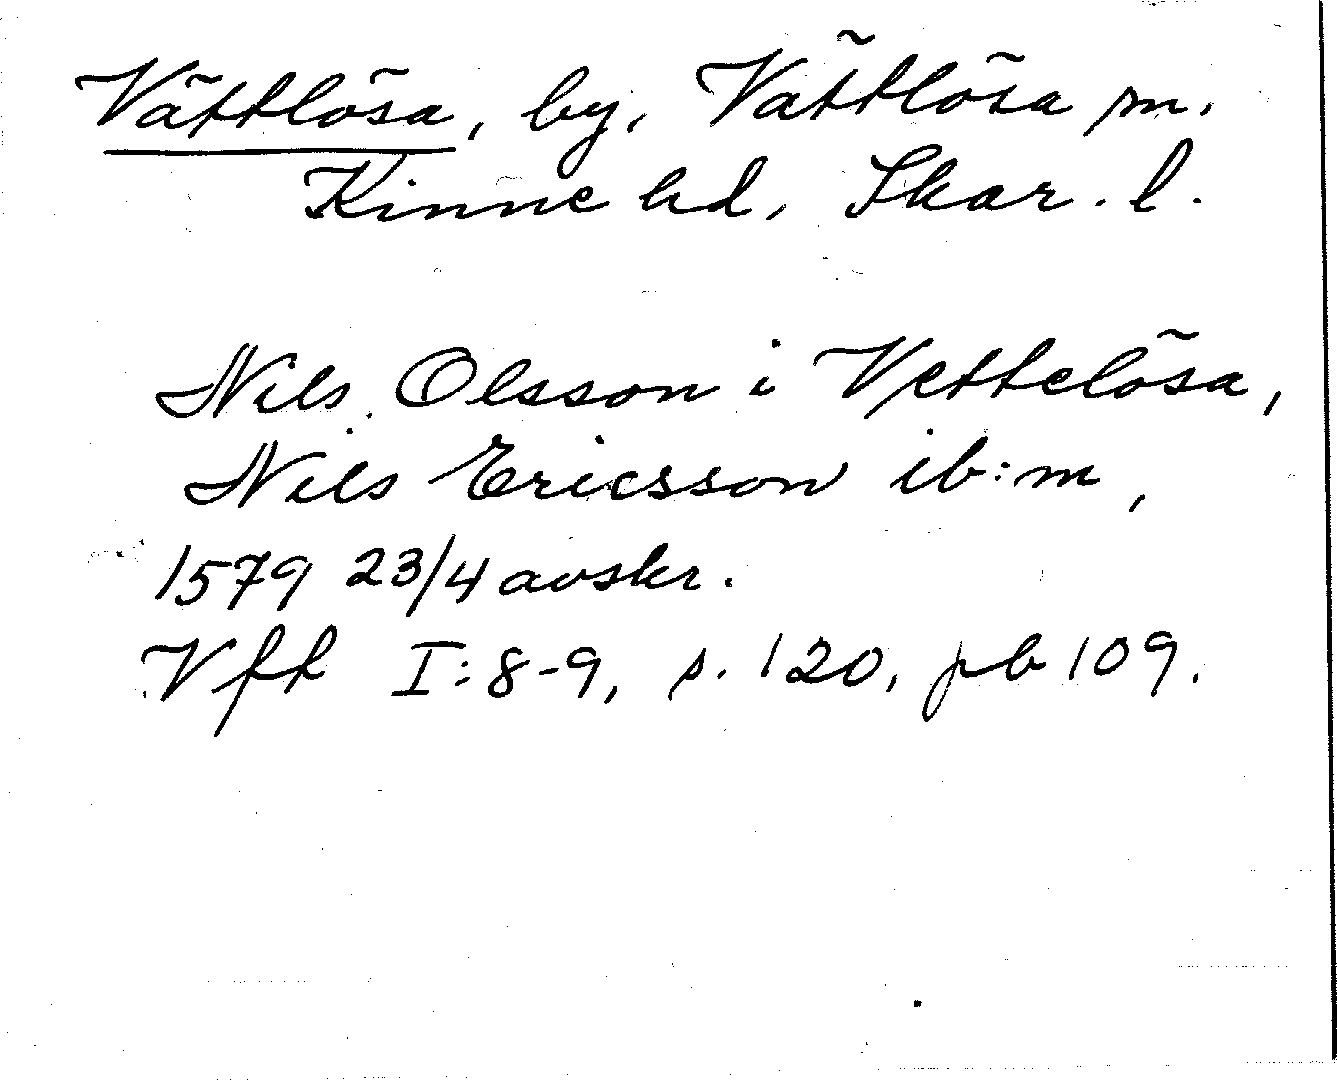 Vättlösa, by, Vättlösa sn.
Kinne hd, Skar. l.
Nils Olsson i Vettelösa,
Nils Ericsson ib:m,
1579 23/4 avskr.
Vft I:8-9, s. 120, pb 109.